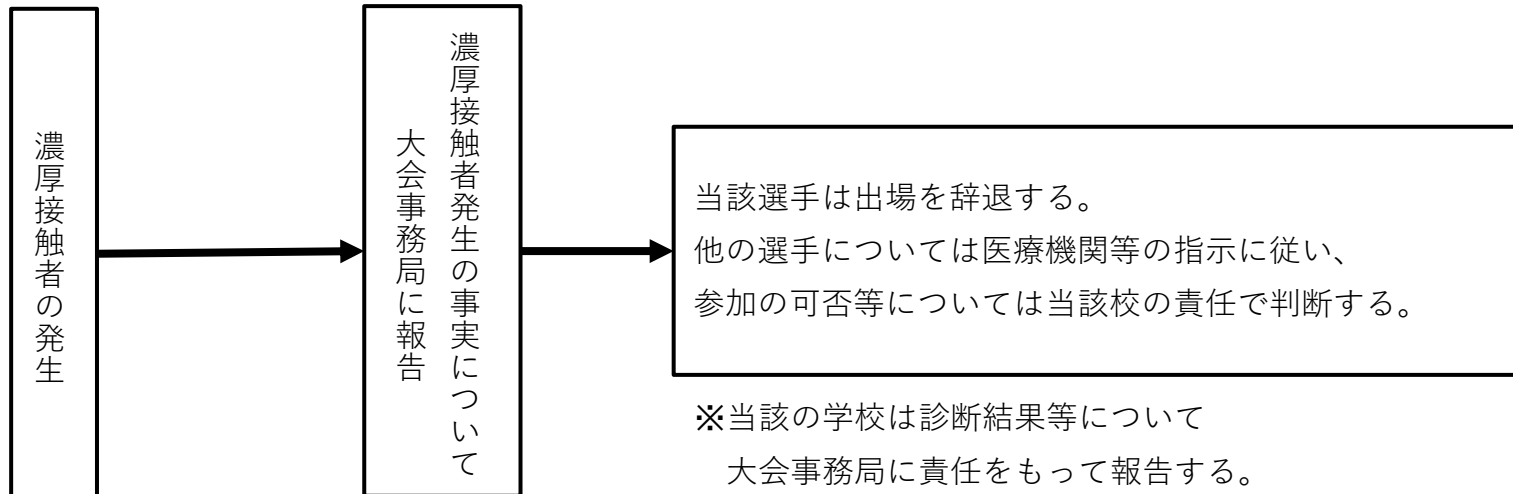 濃厚接触者の発生
濃厚接触者発生の事実について
大会事務局に報告
当該選手は出場を辞退する。
他の選手については医療機関等の指示に従い、
参加の可否等については当該校の責任で判断する。
※当該の学校は診断結果等について
大会事務局に責任をもって報告する。